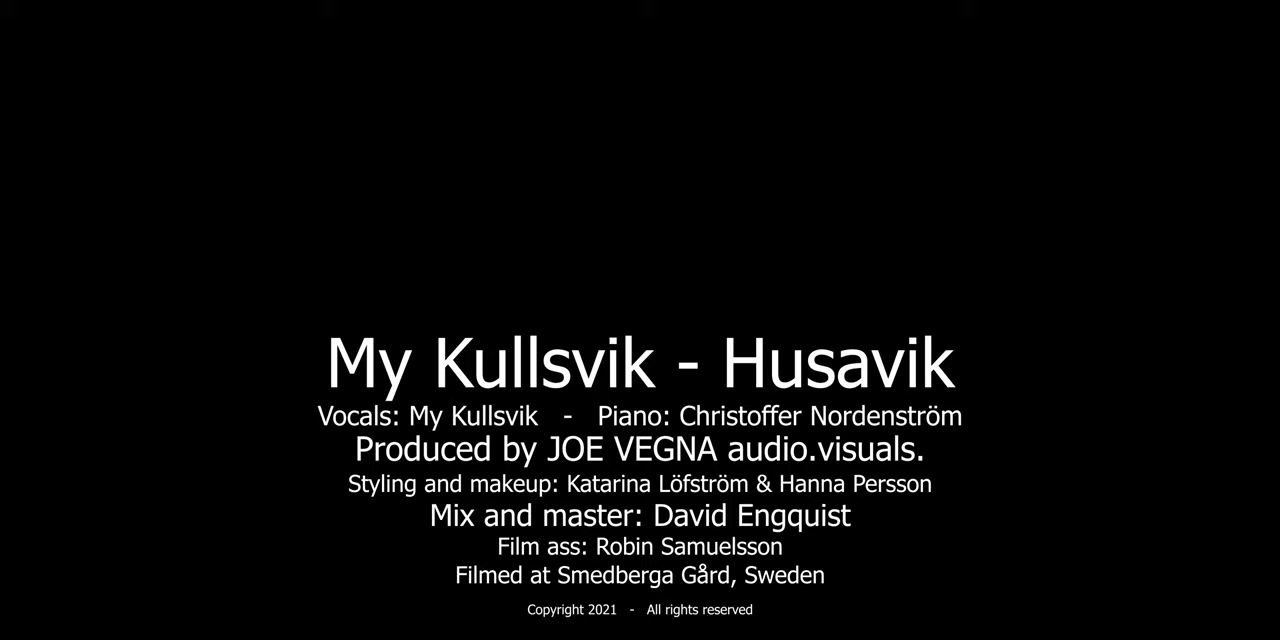 My Kullsvik - Husavik
Vocals: My Kullsvik - Piano: Christoffer Nordenström
Produced by JOE VEGNA audio.visuals.
Styling and makeup: Katarina Löfström & Hanna Persson
Mix and master: David Engquist
Film ass: Robin Samuelsson
Filmed at Smedberga Gård, Sweden
Copyright 2021 - All rights reserved